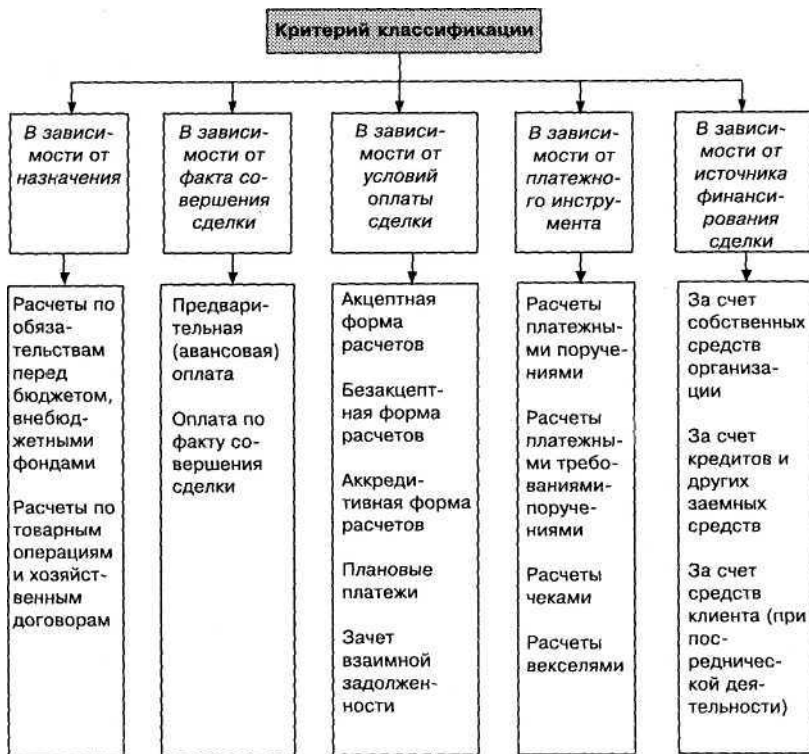 Критерий классификации
В зависи-
мости от
назначения
В зависи-
мости от
факта со-
вершения
сделки
В зависи-
мости от
условий
оплаты
сделки
В зависи-
мости от
платежно-
го инстру-
мента
В зависи-
мости от
источника
финанси-
рования
сделки
Расчеты по
обяза-
тельствам
перед
бюджетом,
внебюд-
жетными
фондами
Расчеты по
товарным
операциям
и хозяйст-
венным
договорам
Предвари-
тельная
(авансовая)
оплата
Оплата по
факту со-
вершения
сделки
Акцептная
форма
расчетов
Безакцепт-
ная форма
расчетов
Аккреди-
тивная форма
расчетов
Плановые
платежи
Зачет
взаимной
задолжен-
ности
Расчеты
платежны-
ми поруче-
ниями
Расчеты
платежны-
ми требо-
ваниями-
поруче-
ниями
Расчеты
чеками
Расчеты
векселями
За счет
собственных
средств
организа-
ции
За счет
кредитов и
других
заемных
средств
За счет
средств
клиента (при
пос-
редничес-
кой дея-
тельности)